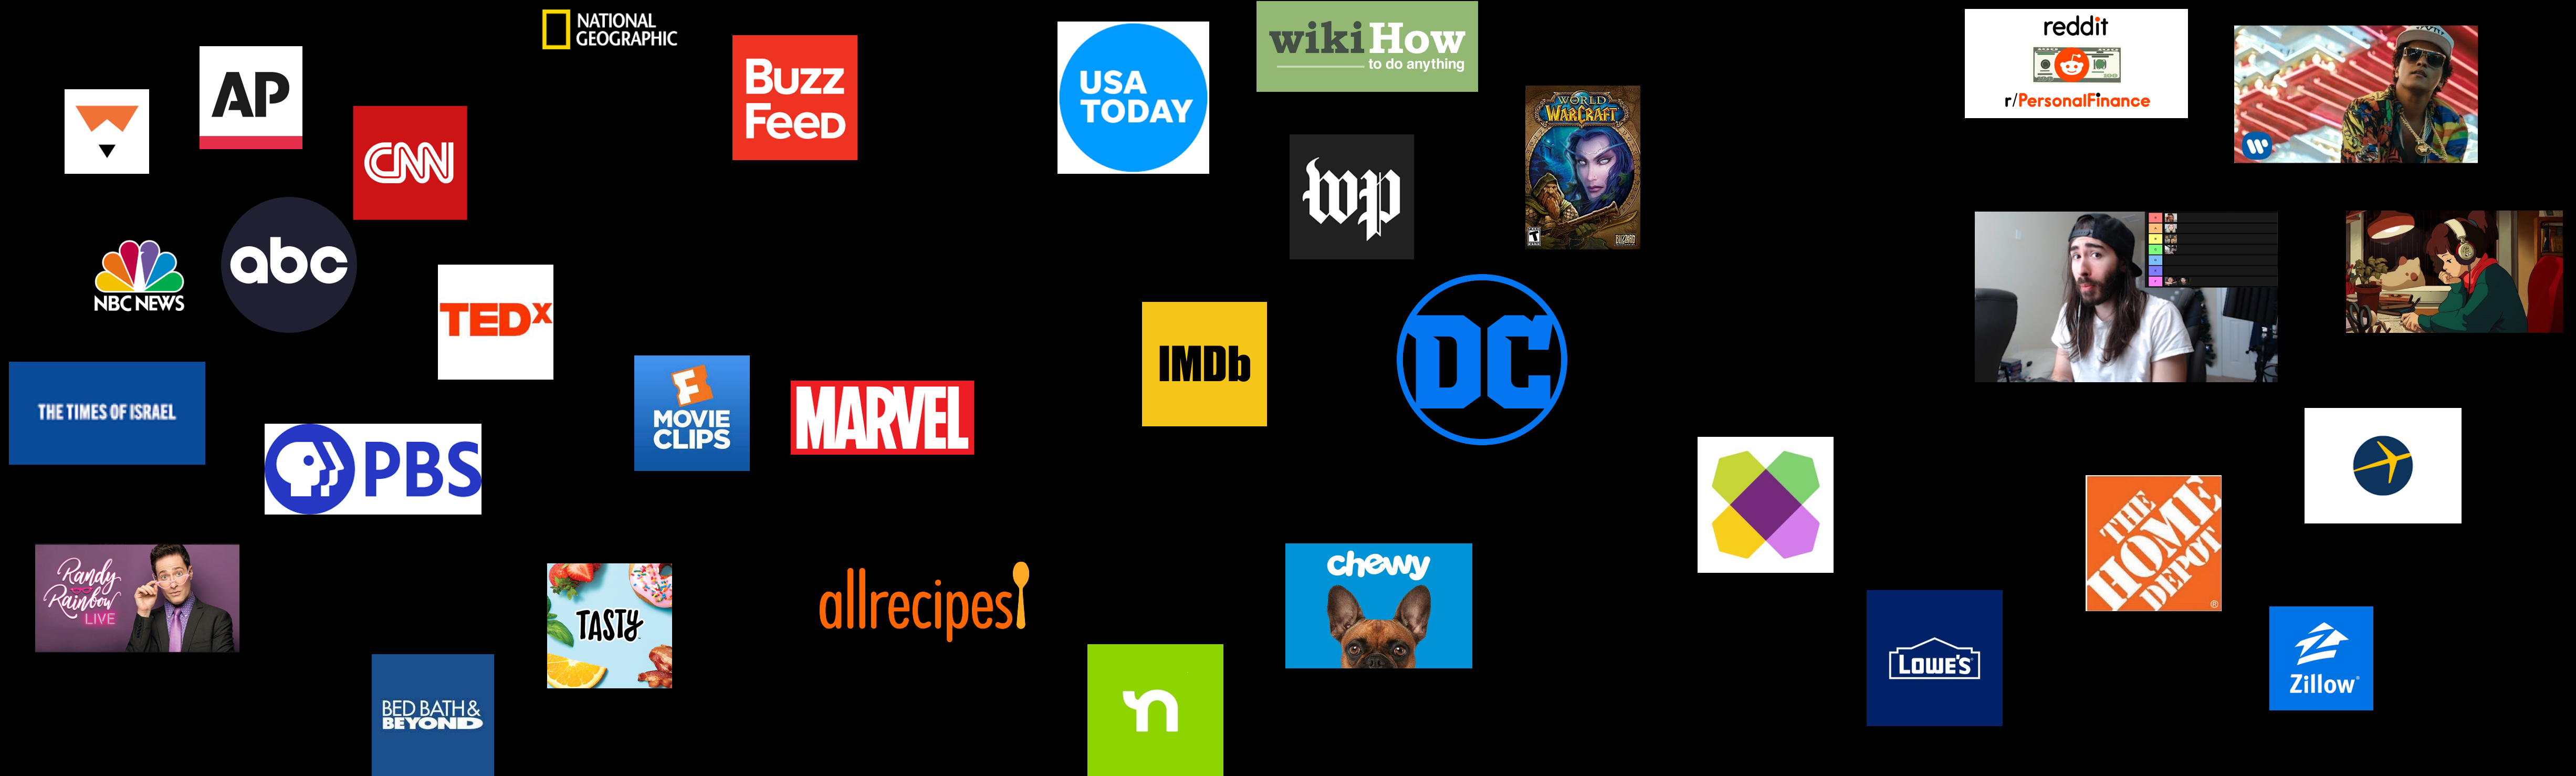 NATIONAL
GEOGRAPHIC
AP
CNN
Buzz
FeeD
USA
TODAY
wikiHow
to do anything
reddit
r/PersonalFinance
WORLD
OF
WARCRAFT
wp
abc
NBC NEWS
TEDx
THE TIMES OF ISRAEL
PBS
F
MOVIE
CLIPS
MARVEL
IMDb
DC
Randy
Rainbow
LIVE
TASTY
allrecipes
chewy
THE
HOME
DEPOT
®
BED BATH &
BEYOND
n
LOWE'S
Zillow®